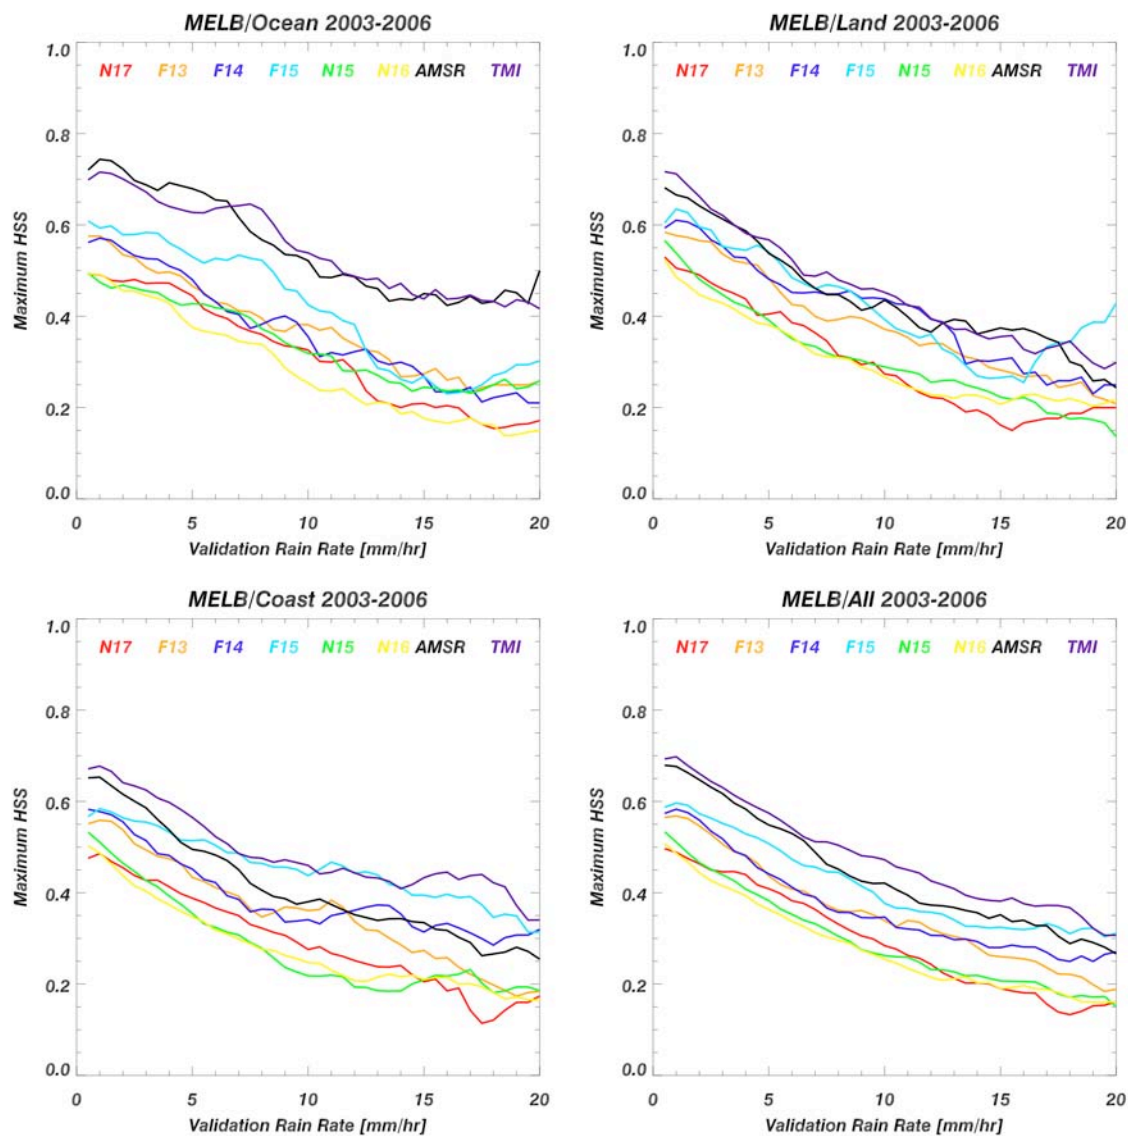 MELB/Ocean 2003-2006
1.0
N17 F13 F14 F15 N15 N16 AMSR TMI
0.8
0.6
Maximum HSS
0.4
0.2
0.0
0 5 10 15 20
Validation Rain Rate [mm/hr]
MELB/Land 2003-2006
1.0
N17 F13 F14 F15 N15 N16 AMSR TMI
0.8
0.6
Maximum HSS
0.4
0.2
0.0
0 5 10 15 20
Validation Rain Rate [mm/hr]
MELB/Coast 2003-2006
1.0
N17 F13 F14 F15 N15 N16 AMSR TMI
0.8
0.6
Maximum HSS
0.4
0.2
0.0
0 5 10 15 20
Validation Rain Rate [mm/hr]
MELB/All 2003-2006
1.0
N17 F13 F14 F15 N15 N16 AMSR TMI
0.8
0.6
Maximum HSS
0.4
0.2
0.0
0 5 10 15 20
Validation Rain Rate [mm/hr]